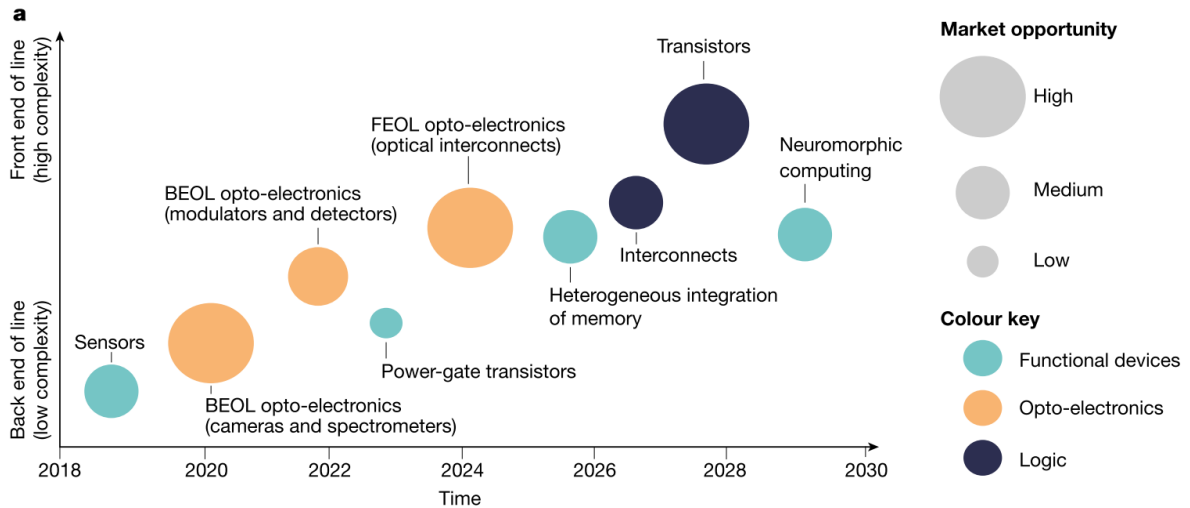 a
Front end of line
(high complexity)
Back end of line
(low complexity)
Transistors
FEOL opto-electronics
(optical interconnects)
Neuromorphic
computing
BEOL opto-electronics
(modulators and detectors)
Interconnects
Heterogeneous integration
of memory
Sensors
Power-gate transistors
BEOL opto-electronics
(cameras and spectrometers)
2018 2020 2022 2024 2026 2028 2030
Time
Market opportunity
High
Medium
Low
Colour key
Functional devices
Opto-electronics
Logic